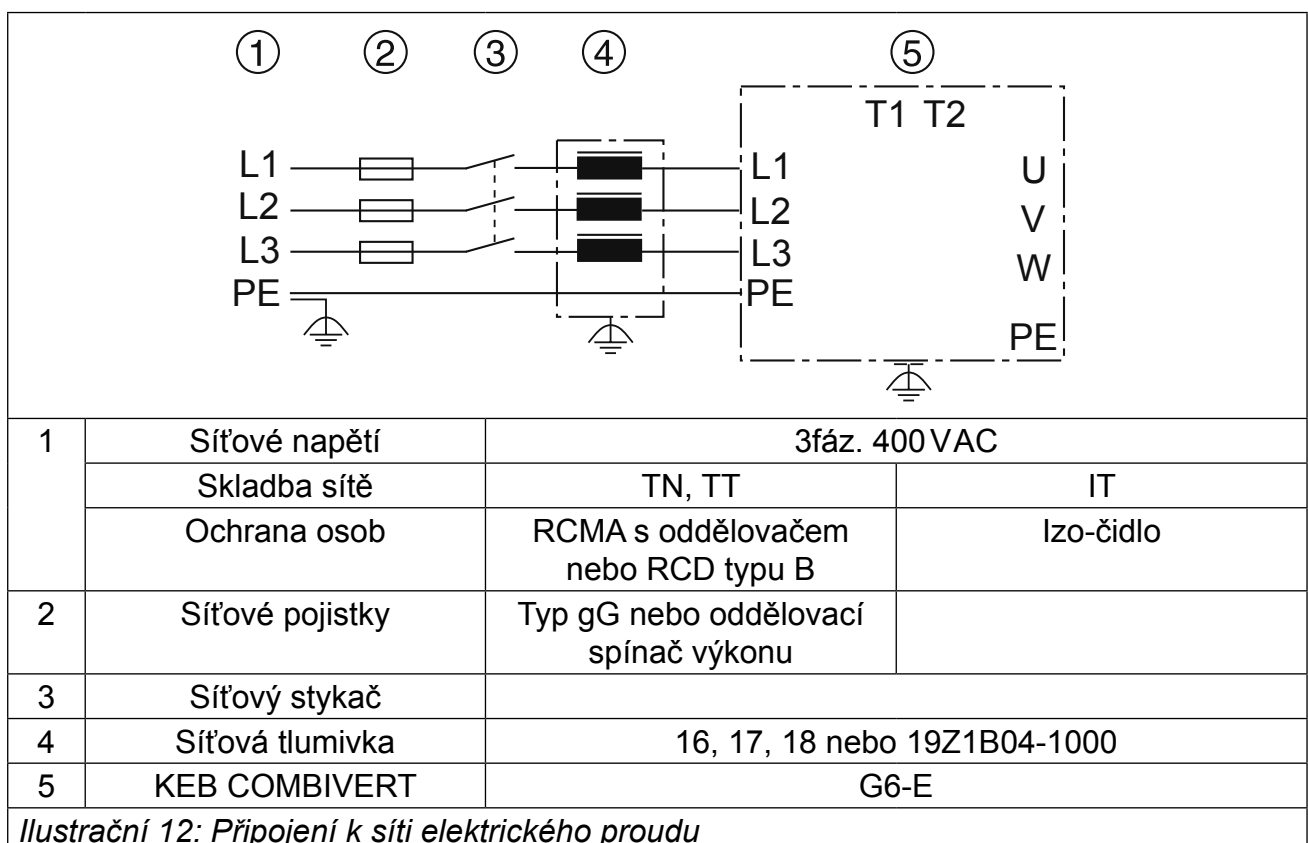 ① ② ③ ④ ⑤
T1 T2
L1 L1 U
L2 L2 V
L3 L3 W
PE PE
PE
1 Síťové napětí 3fáz. 400 VAC
Skladba sítě TN, TT IT
Ochrana osob RCMA s oddělovačem Izo-čidlo
nebo RCD typu B
2 Síťové pojistky Typ gG nebo oddělovací
spínač výkonu
3 Síťový stykač
4 Síťová tlumivka 16, 17, 18 nebo 19Z1B04-1000
5 KEB COMBIVERT G6-E
Ilustrační 12: Připojení k síti elektrického proudu